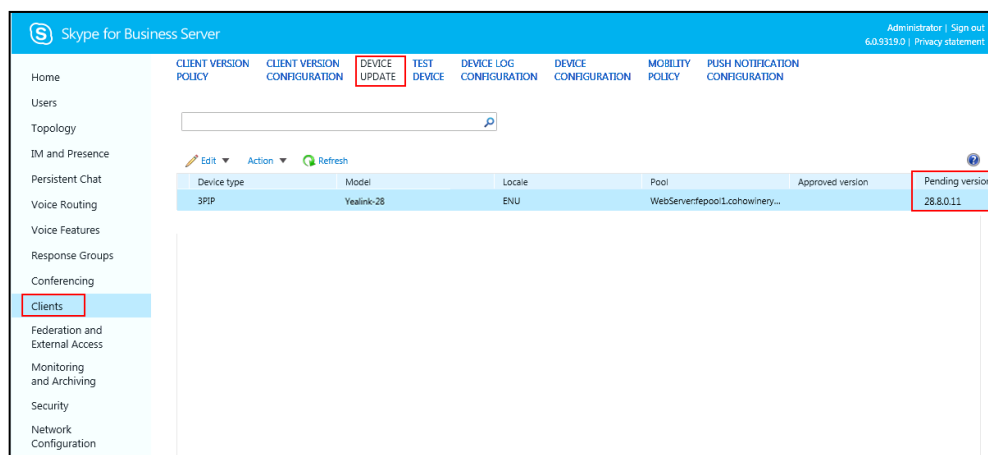 Skype for Business Server
Administrator | Sign out
6.0.9319.0 | Privacy statement
Home
Users
Topology
IM and Presence
Persistent Chat
Voice Routing
Voice Features
Response Groups
Conferencing
Clients
Federation and
External Access
Monitoring
and Archiving
Security
Network
Configuration
CLIENT VERSION
POLICY
CLIENT VERSION
CONFIGURATION
DEVICE
UPDATE
TEST
DEVICE
DEVICE LOG
CONFIGURATION
DEVICE
CONFIGURATION
MOBILITY
POLICY
PUSH NOTIFICATION
CONFIGURATION
Edit Action Refresh
Device type Model Locale Pool Approved version Pending version
3PIP Yealink-28 ENU WebServer:fepool1.cohowinery... 28.8.0.11